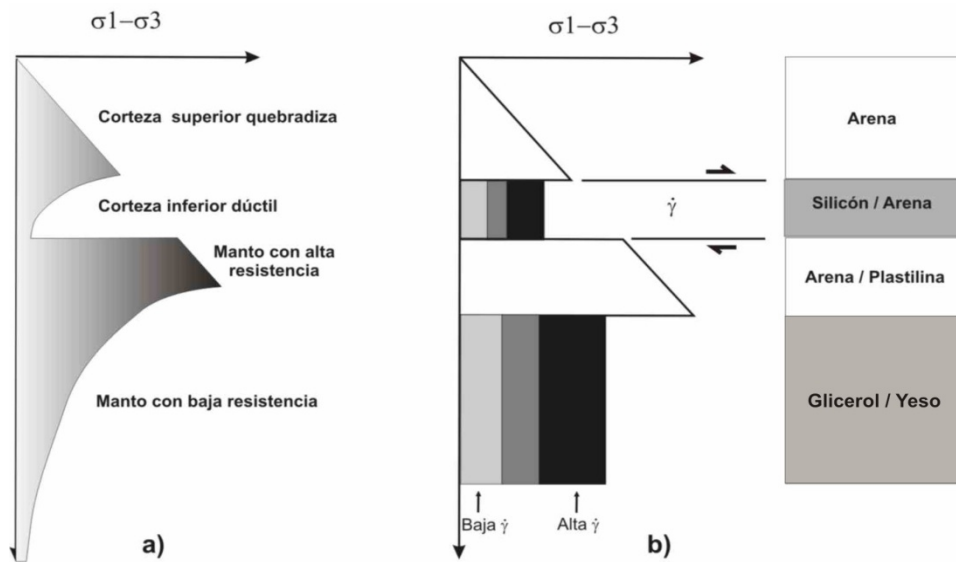 σ1−σ3
Corteza superior quebradiza
Corteza inferior dúctil
Manto con alta
resistencia
Manto con baja resistencia
a)
σ1−σ3
γ̇
Baja γ̇
Alta γ̇
b)
Arena
Silicón / Arena
Arena / Plastilina
Glicerol / Yeso